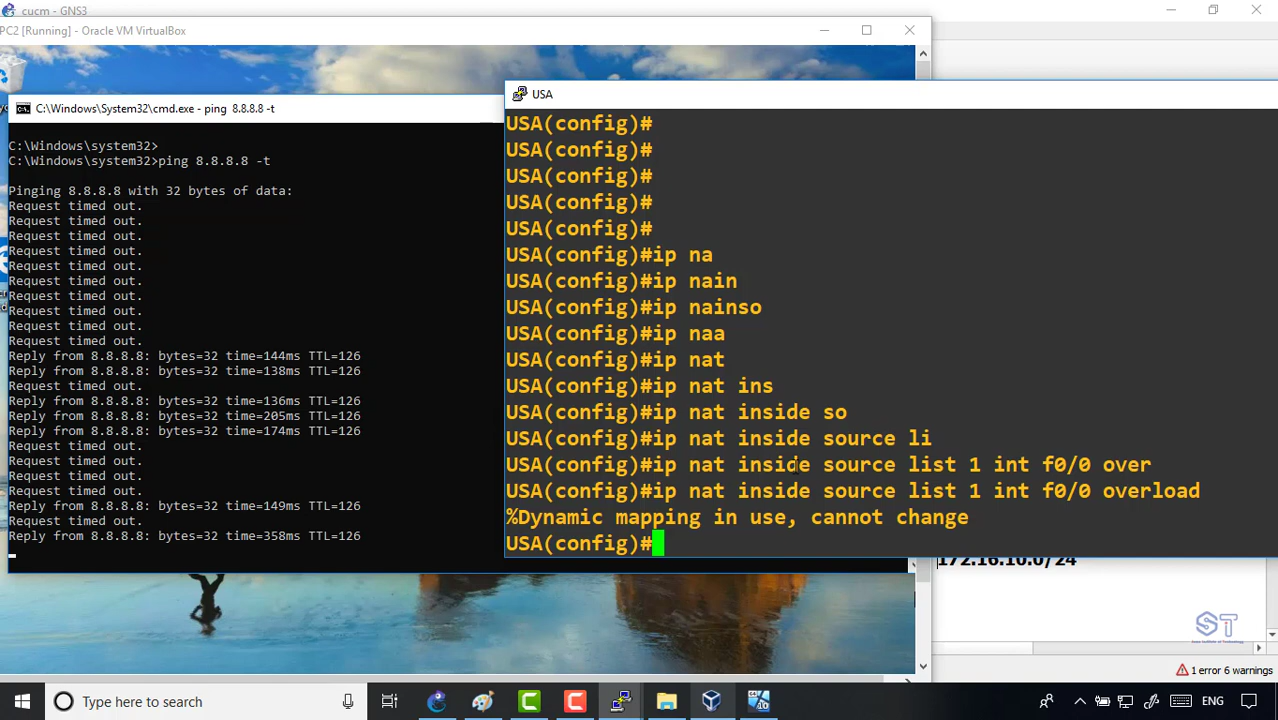 cucm - GNS3
PC2 [Running] - Oracle VM VirtualBox
C:\Windows\System32\cmd.exe - ping 8.8.8.8 -t
C:\Windows\system32>
C:\Windows\system32>ping 8.8.8.8 -t
Pinging 8.8.8.8 with 32 bytes of data:
Request timed out.
Request timed out.
Request timed out.
Request timed out.
Request timed out.
Request timed out.
Request timed out.
Request timed out.
Request timed out.
Request timed out.
Reply from 8.8.8.8: bytes=32 time=144ms TTL=126
Reply from 8.8.8.8: bytes=32 time=138ms TTL=126
Request timed out.
Reply from 8.8.8.8: bytes=32 time=136ms TTL=126
Reply from 8.8.8.8: bytes=32 time=205ms TTL=126
Reply from 8.8.8.8: bytes=32 time=174ms TTL=126
Request timed out.
Request timed out.
Request timed out.
Request timed out.
Reply from 8.8.8.8: bytes=32 time=149ms TTL=126
Request timed out.
Reply from 8.8.8.8: bytes=32 time=358ms TTL=126
USA
USA(config)#
USA(config)#
USA(config)#
USA(config)#
USA(config)#
USA(config)#ip na
USA(config)#ip nain
USA(config)#ip nainso
USA(config)#ip naa
USA(config)#ip nat
USA(config)#ip nat ins
USA(config)#ip nat inside so
USA(config)#ip nat inside source li
USA(config)#ip nat inside source list 1 int f0/0 over
USA(config)#ip nat inside source list 1 int f0/0 overload
%Dynamic mapping in use, cannot change
USA(config)#
172.16.10.0/24
ST
1 error 6 warnings
Type here to search
ENG